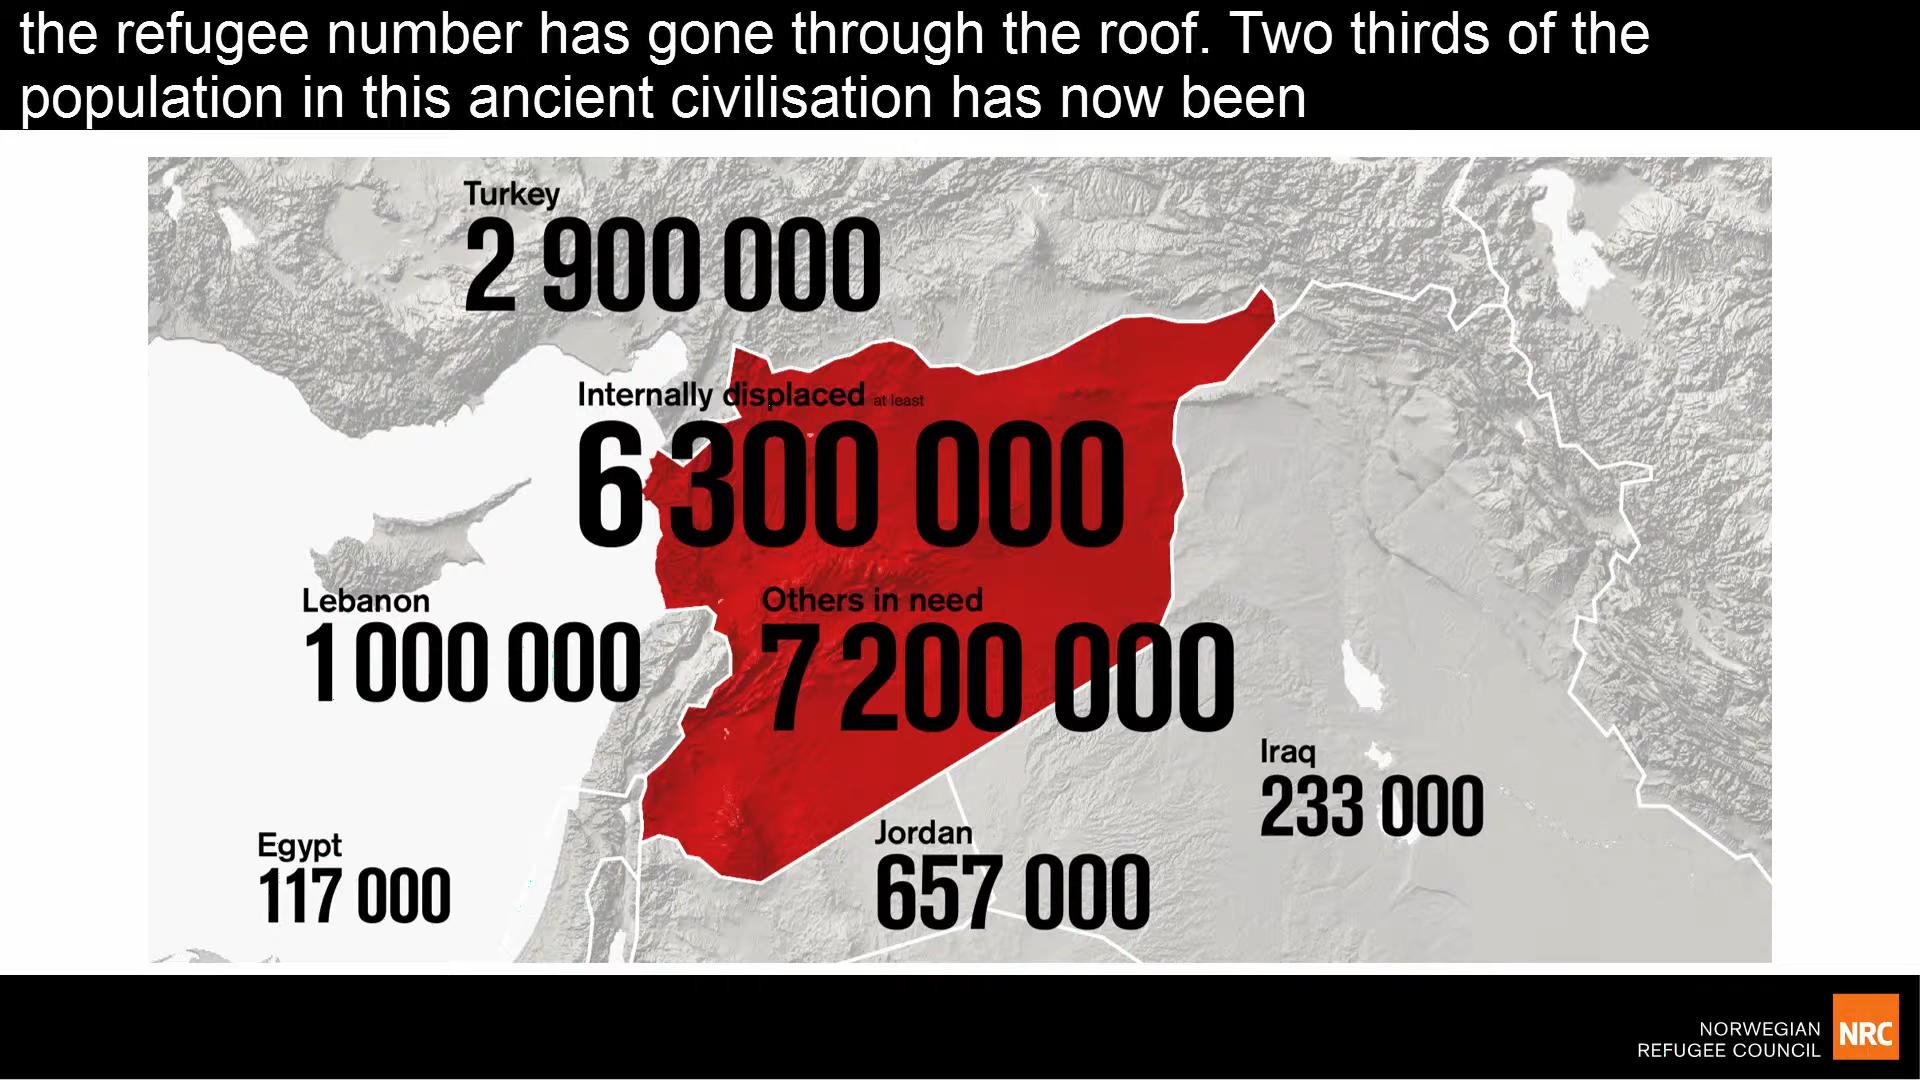 the refugee number has gone through the roof. Two thirds of the
population in this ancient civilisation has now been
Turkey
2 900 000
Internally displaced at least
6 300 000
Lebanon
1 000 000
Others in need
7 200 000
Iraq
233 000
Egypt
117 000
Jordan
657 000
NORWEGIAN
REFUGEE COUNCIL
NRC